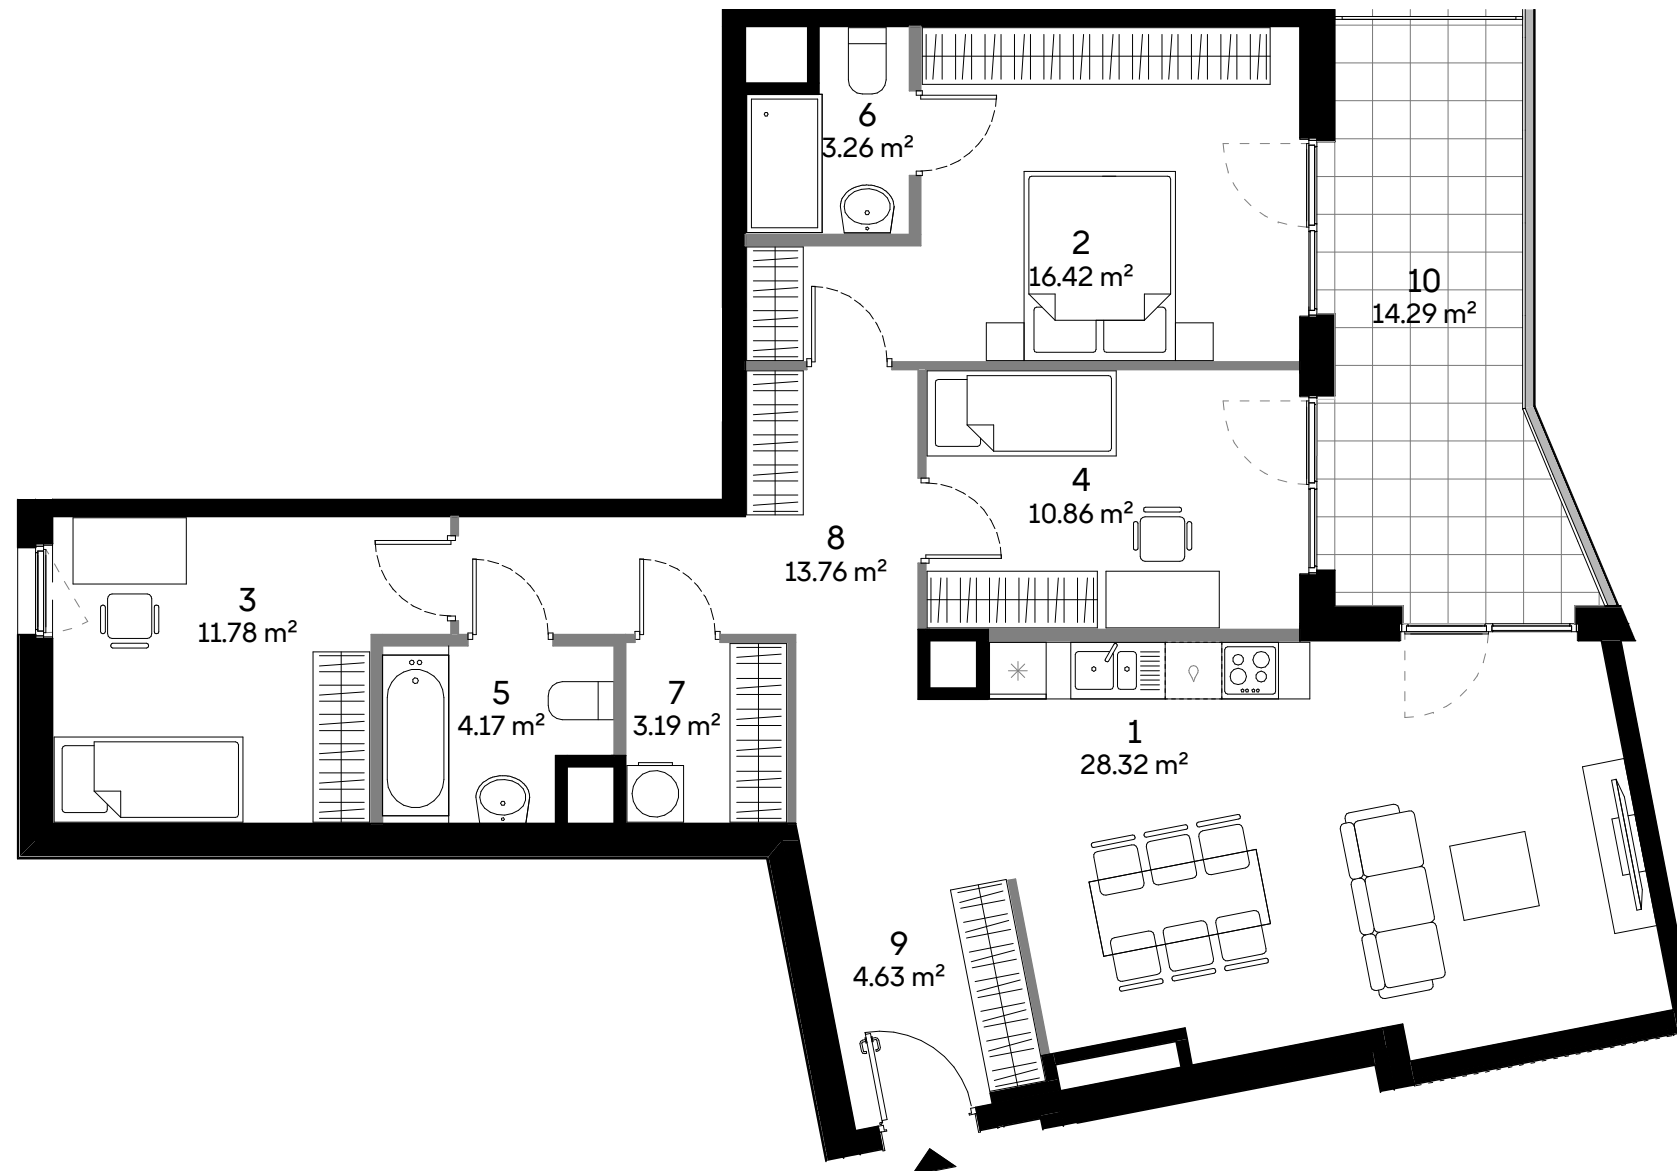 6
3.26 m²
2
16.42 m²
10
14.29 m²
4
10.86 m²
8
13.76 m²
3
11.78 m²
5
4.17 m²
7
3.19 m²
1
28.32 m²
9
4.63 m²